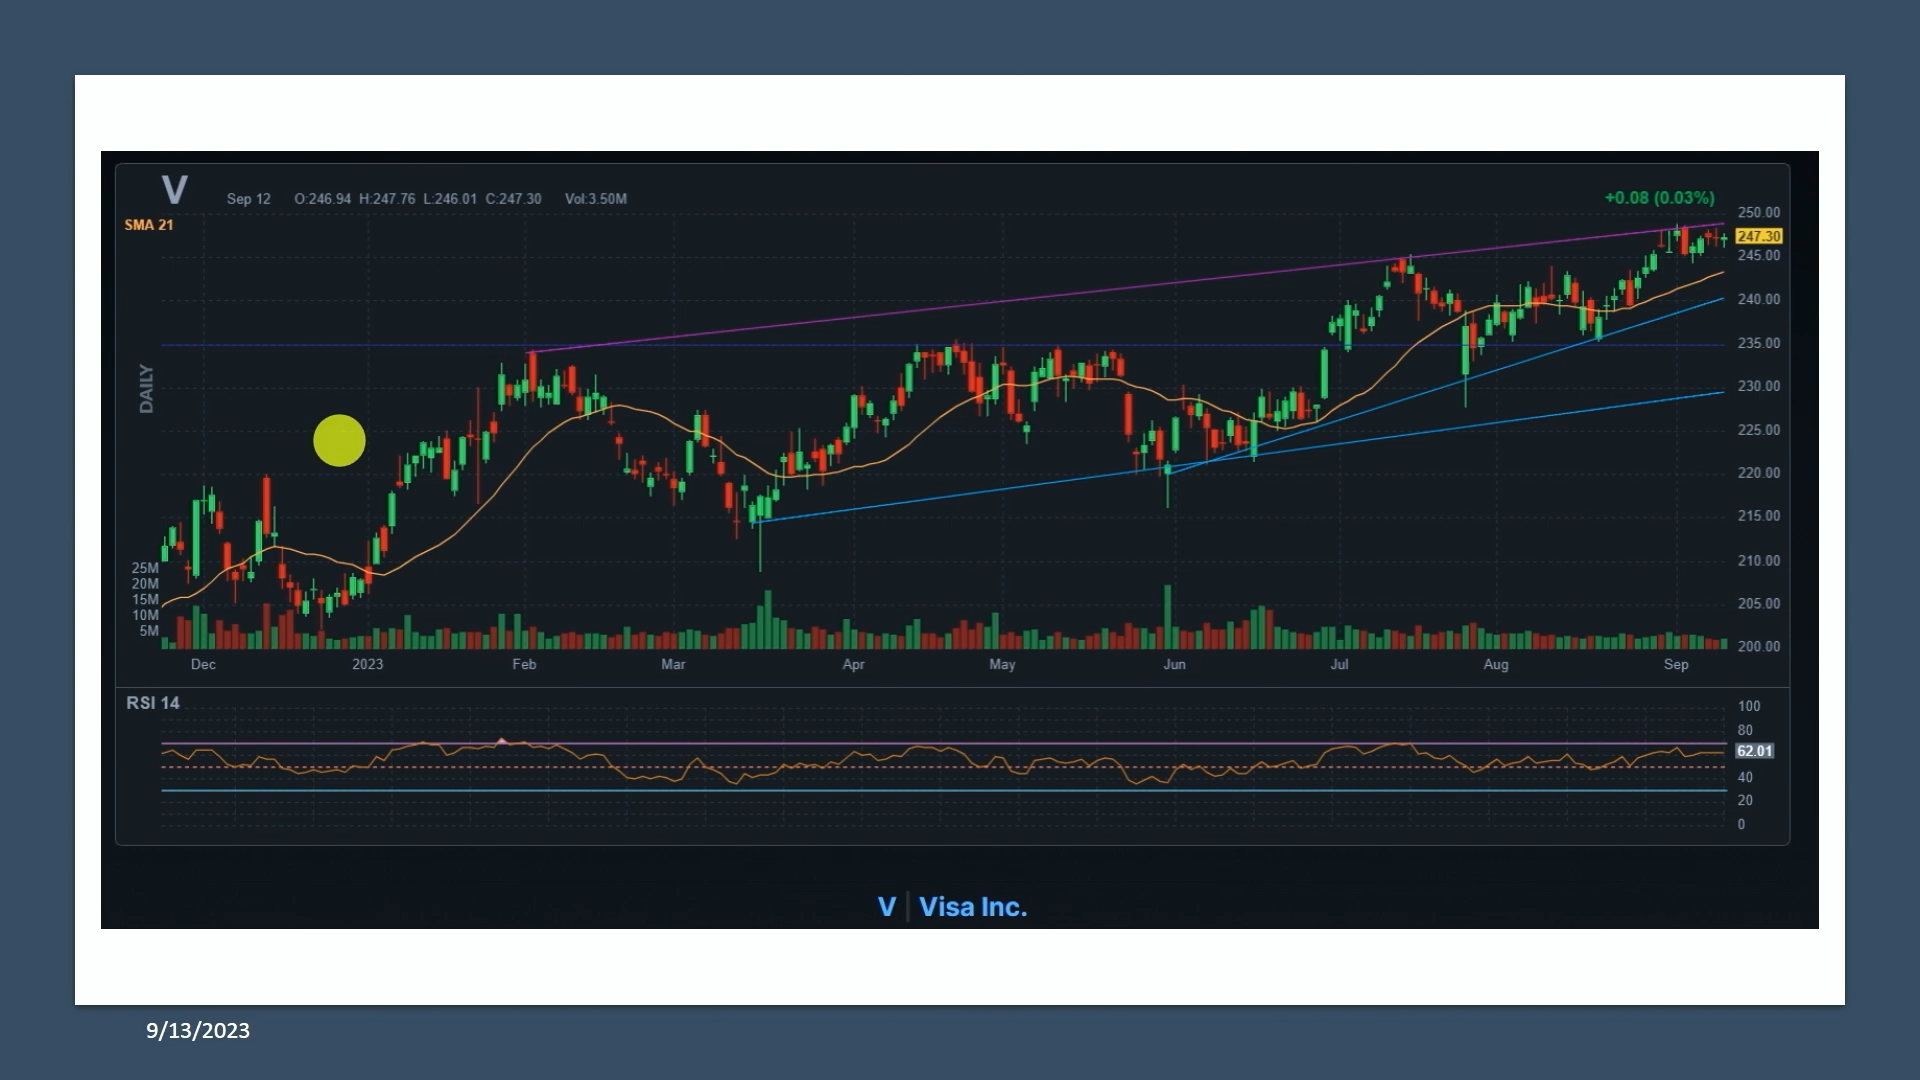 V
Sep 12 O:246.94 H:247.76 L:246.01 C:247.30 Vol:3.50M
+0.08 (0.03%)
SMA 21
250.00
247.30
245.00
240.00
235.00
230.00
225.00
220.00
215.00
210.00
205.00
200.00
DAILY
25M
20M
15M
10M
5M
Dec 2023 Feb Mar Apr May Jun Jul Aug Sep
RSI 14
100
80
62.01
40
20
0
V | Visa Inc.
9/13/2023